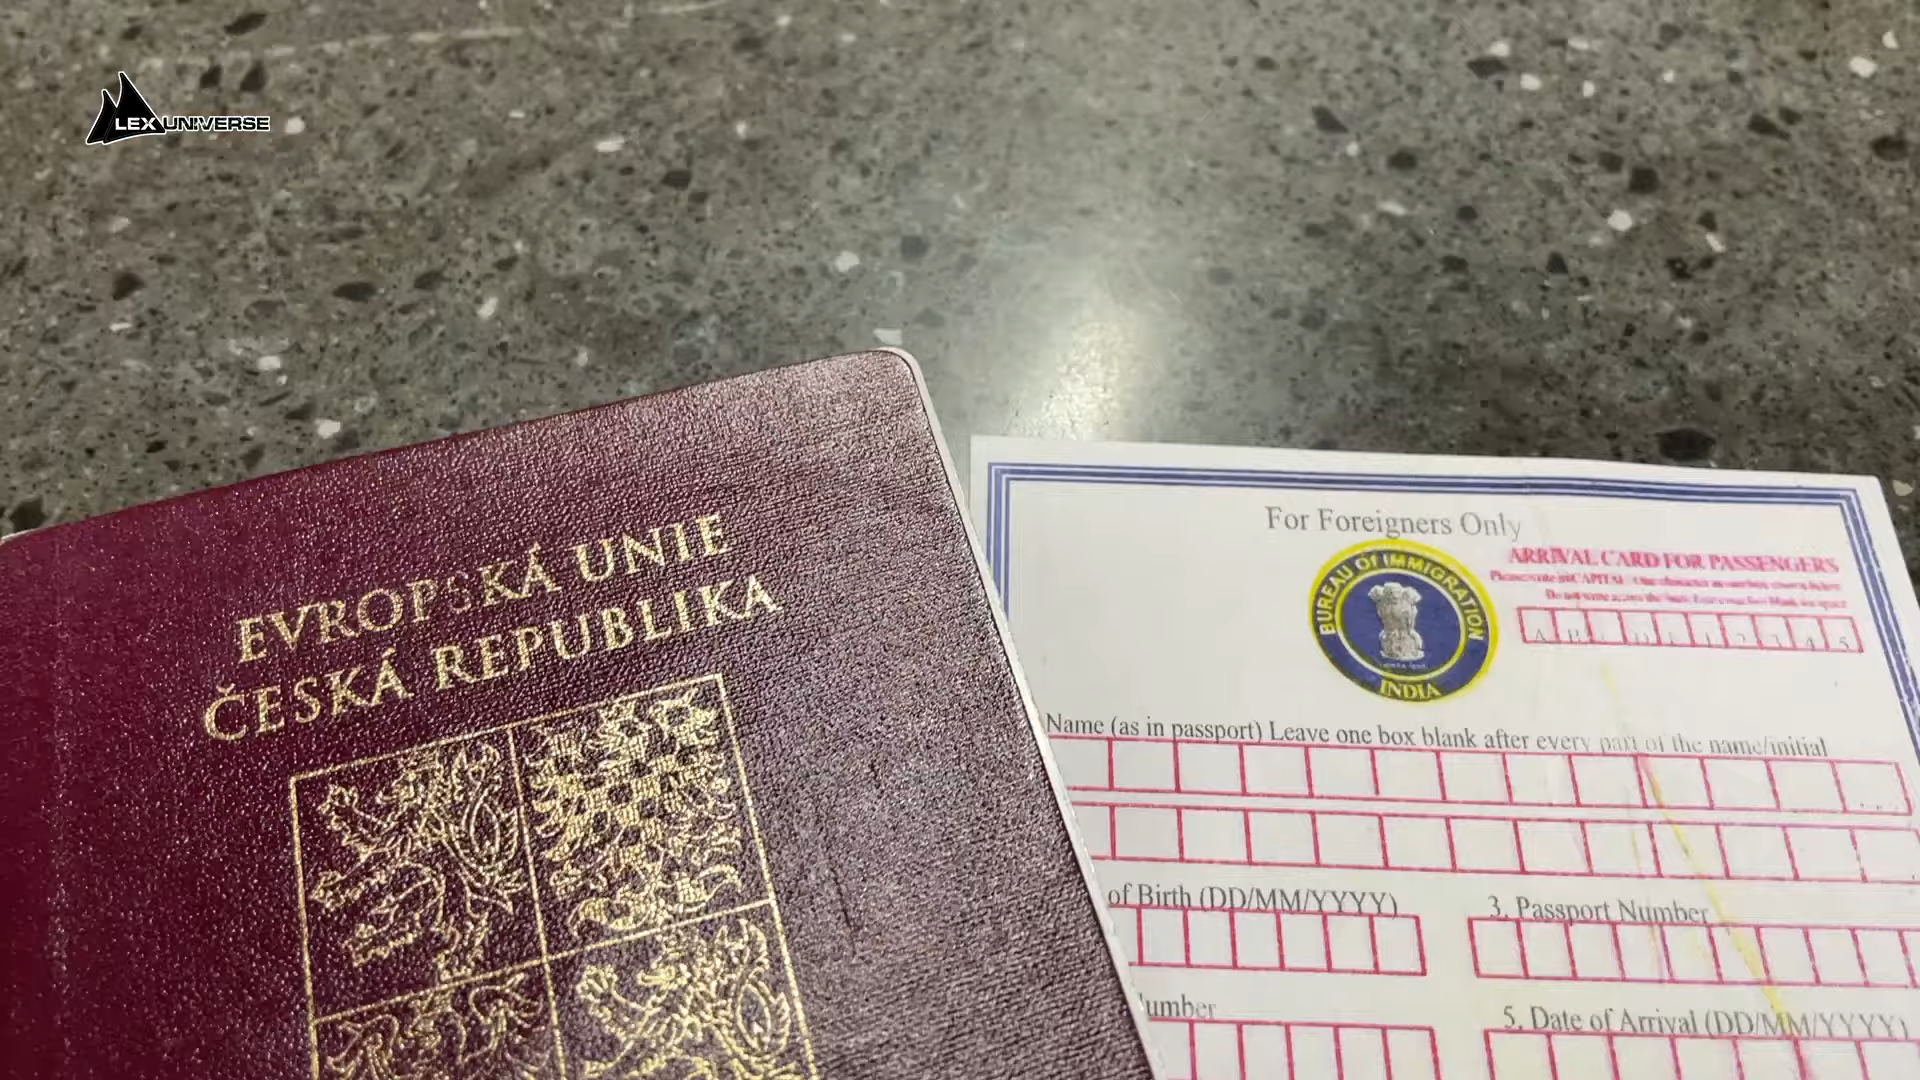 LEX UNIVERSE
EVROPSKÁ UNIE
ČESKÁ REPUBLIKA
For Foreigners Only
BUREAU OF IMMIGRATION
INDIA
ARRIVAL CARD FOR PASSENGERS
Name (as in passport) Leave one box blank after every part of the name/initial
of Birth (DD/MM/YYYY)
3. Passport Number
umber
5. Date of Arrival (DD/MM/YYYY)